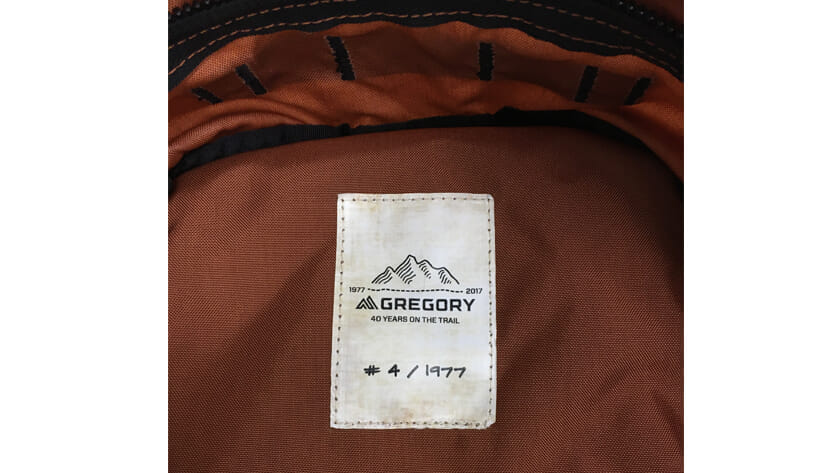 1977 2017
GREGORY
40 YEARS ON THE TRAIL
# 4 / 1977